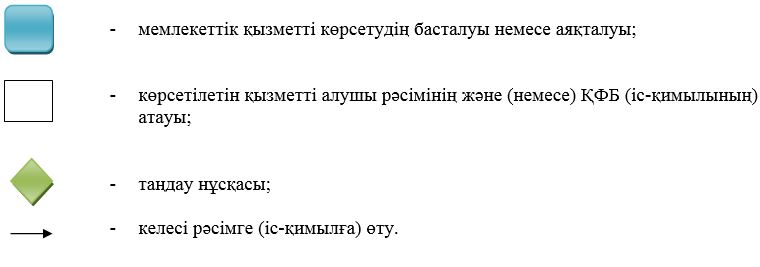 - мемлекеттік қызметті көрсетудің басталуы немесе аяқталуы;
- көрсетілетін қызметті алушы рәсімінің және (немесе) ҚФБ (іс-қимылының)
атауы;
- таңдау нұсқасы;
- келесі рәсімге (іс-қимылға) өту.